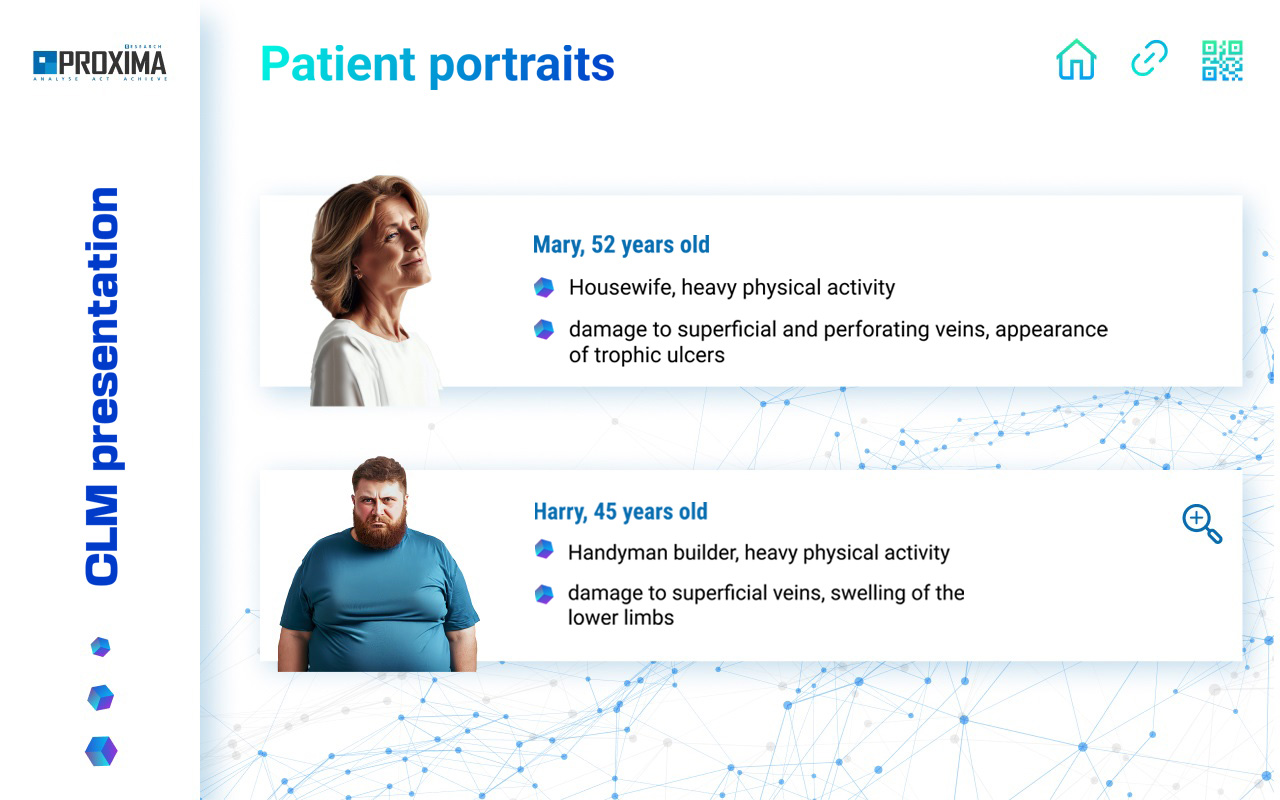 RESEARCH
PROXIMA
ANALYSE ACT ACHIEVE
CLM presentation
Patient portraits
Mary, 52 years old
Housewife, heavy physical activity
damage to superficial and perforating veins, appearance
of trophic ulcers
Harry, 45 years old
Handyman builder, heavy physical activity
damage to superficial veins, swelling of the
lower limbs